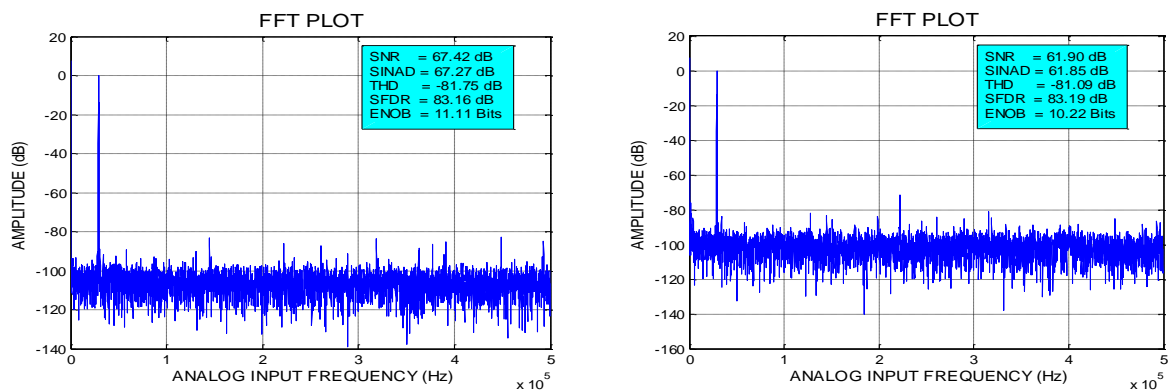 FFT PLOT
20
0
-20
-40
-60
-80
-100
-120
-140
AMPLITUDE (dB)
SNR = 67.42 dB
SINAD = 67.27 dB
THD = -81.75 dB
SFDR = 83.16 dB
ENOB = 11.11 Bits
0 1 2 3 4 5
ANALOG INPUT FREQUENCY (Hz)
x 10^5
FFT PLOT
20
0
-20
-40
-60
-80
-100
-120
-140
-160
AMPLITUDE (dB)
SNR = 61.90 dB
SINAD = 61.85 dB
THD = -81.09 dB
SFDR = 83.19 dB
ENOB = 10.22 Bits
0 1 2 3 4 5
ANALOG INPUT FREQUENCY (Hz)
x 10^5